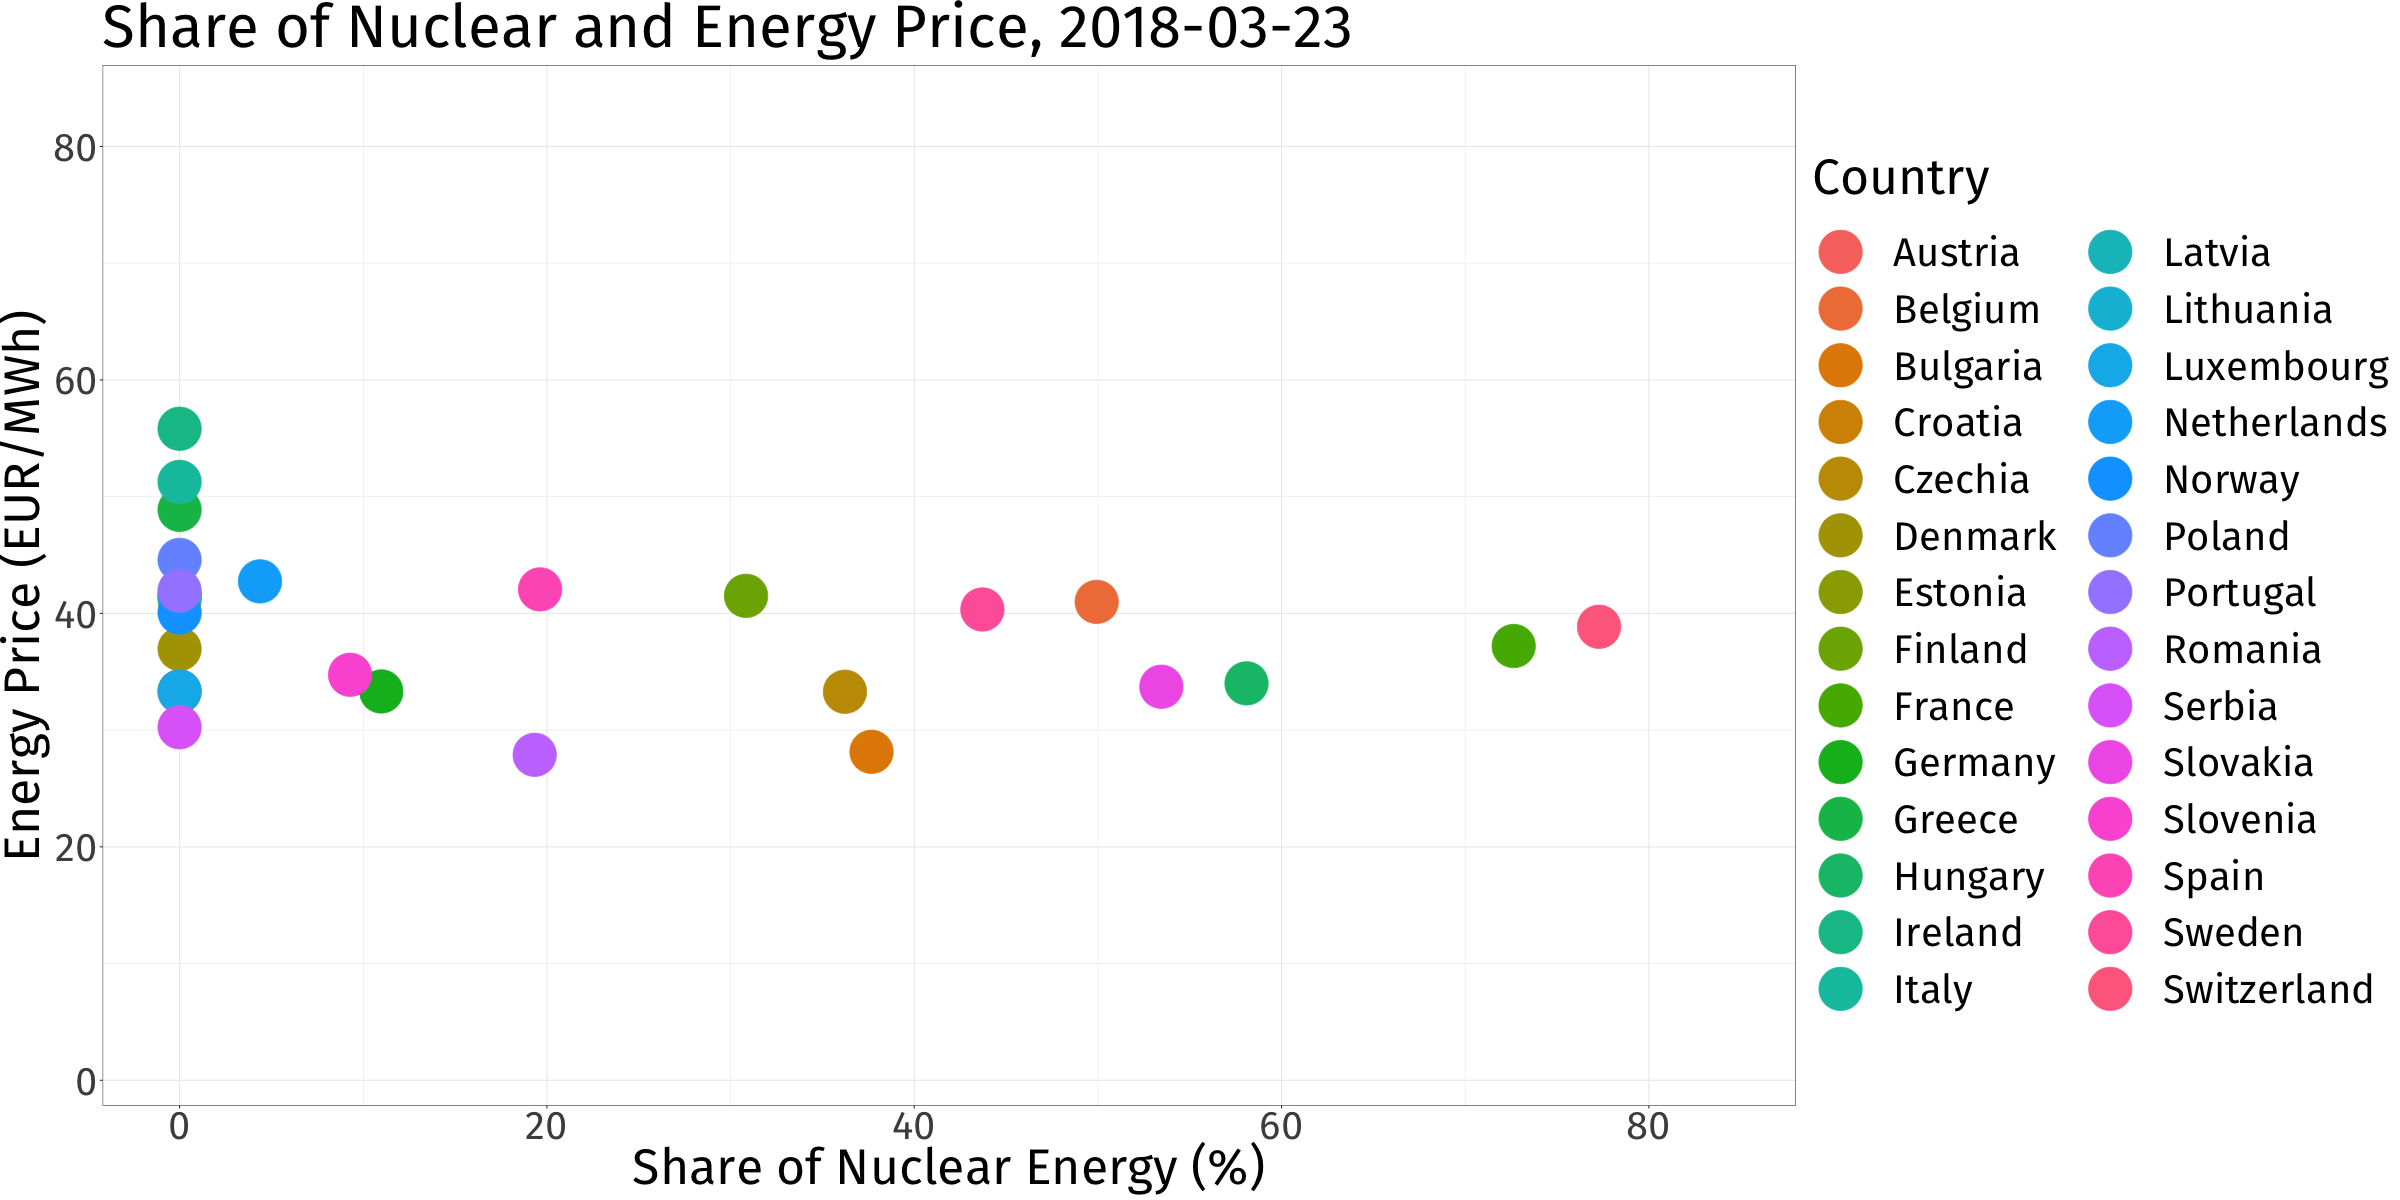 Share of Nuclear and Energy Price, 2018-03-23
Energy Price (EUR/MWh)
80
60
40
20
0
0 20 40 60 80
Share of Nuclear Energy (%)
Country
Austria
Belgium
Bulgaria
Croatia
Czechia
Denmark
Estonia
Finland
France
Germany
Greece
Hungary
Ireland
Italy
Latvia
Lithuania
Luxembourg
Netherlands
Norway
Poland
Portugal
Romania
Serbia
Slovakia
Slovenia
Spain
Sweden
Switzerland